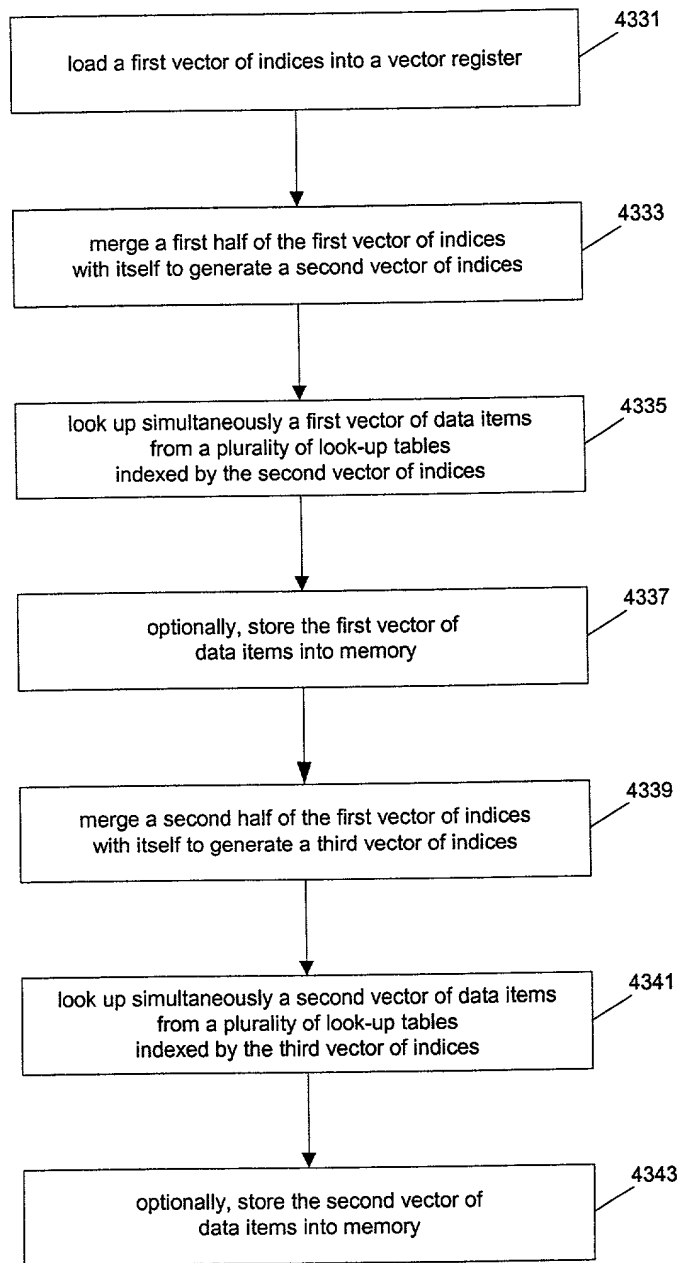 4331
load a first vector of indices into a vector register
4333
merge a first half of the first vector of indices
with itself to generate a second vector of indices
4335
look up simultaneously a first vector of data items
from a plurality of look-up tables
indexed by the second vector of indices
4337
optionally, store the first vector of
data items into memory
4339
merge a second half of the first vector of indices
with itself to generate a third vector of indices
4341
look up simultaneously a second vector of data items
from a plurality of look-up tables
indexed by the third vector of indices
4343
optionally, store the second vector of
data items into memory